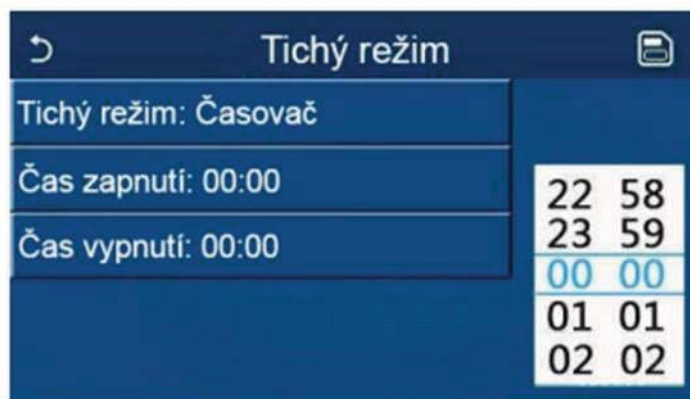 Tichý režim
Tichý režim: Časovač
Čas zapnutí: 00:00
Čas vypnutí: 00:00
22 58
23 59
00 00
01 01
02 02